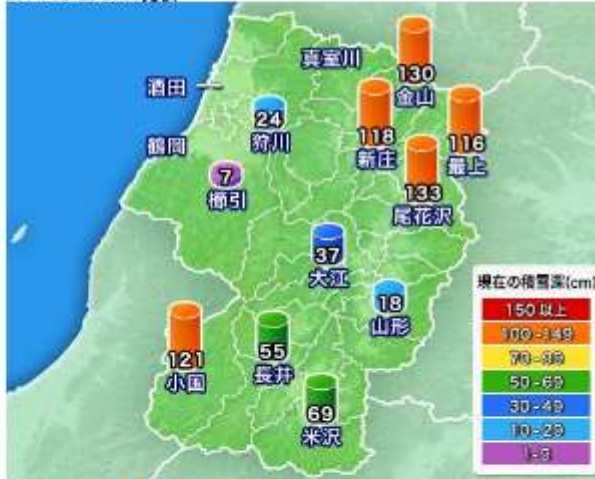 真室川
130
金山
酒田
24
狩川
118
新庄
116
最上
鶴岡
7
櫛引
133
尾花沢
37
大江
18
山形
121
小国
55
長井
69
米沢
現在の積雪深(cm)
150以上
100-149
70-99
50-69
30-49
10-29
1-9